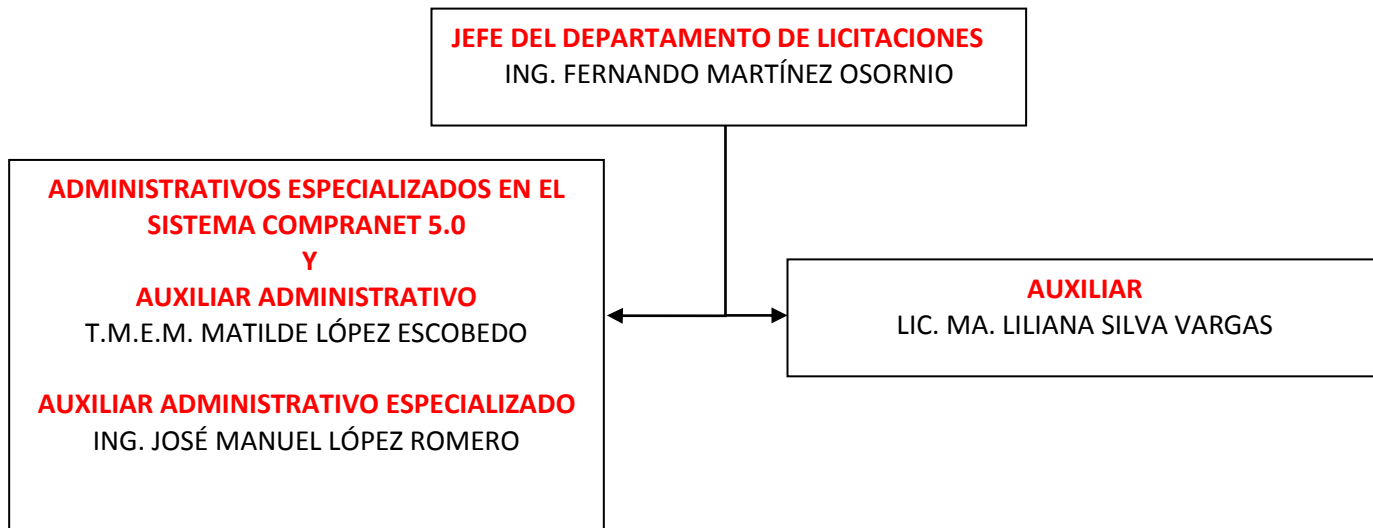 JEFE DEL DEPARTAMENTO DE LICITACIONES
ING. FERNANDO MARTÍNEZ OSORNIO
ADMINISTRATIVOS ESPECIALIZADOS EN EL
SISTEMA COMPRANET 5.0
Y
AUXILIAR ADMINISTRATIVO
T.M.E.M. MATILDE LÓPEZ ESCOBEDO
AUXILIAR ADMINISTRATIVO ESPECIALIZADO
ING. JOSÉ MANUEL LÓPEZ ROMERO
AUXILIAR
LIC. MA. LILIANA SILVA VARGAS